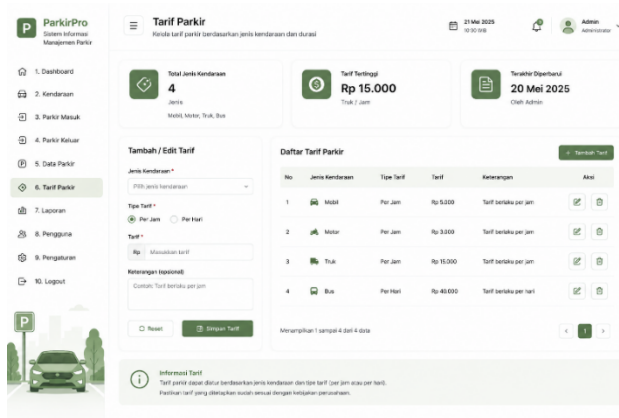 ParkirPro
Sistem Informasi
Manajemen Parkir
1. Dashboard
2. Kendaraan
3. Parkir Masuk
4. Parkir Keluar
5. Data Parkir
6. Tarif Parkir
7. Laporan
8. Pengguna
9. Pengaturan
10. Logout
P
Tarif Parkir
Kelola tarif parkir berdasarkan jenis kendaraan dan durasi
21 Mei 2025
10:00 WIB
Admin
Administrator
Total Jenis Kendaraan
4
Jenis
Mobil, Motor, Truk, Bus
Tarif Tertinggi
Rp 15.000
Truk / Jam
Terakhir Diperbarui
20 Mei 2025
Oleh Admin
Tambah / Edit Tarif
Jenis Kendaraan *
Pilih jenis kendaraan
Tipe Tarif *
Per Jam Per Hari
Tarif *
Rp Masukkan tarif
Keterangan (opsional)
Contoh: Tarif berlaku per jam
Reset Simpan Tarif
Daftar Tarif Parkir
+ Tambah Tarif
No Jenis Kendaraan Tipe Tarif Tarif Keterangan Aksi
1 Mobil Per Jam Rp 5.000 Tarif berlaku per jam
2 Motor Per Jam Rp 3.000 Tarif berlaku per jam
3 Truk Per Jam Rp 15.000 Tarif berlaku per jam
4 Bus Per Hari Rp 40.000 Tarif berlaku per hari
Menampilkan 1 sampai 4 dari 4 data
1
Informasi Tarif
Tarif parkir dapat diatur berdasarkan jenis kendaraan dan tipe tarif (per jam atau per hari).
Pastikan tarif yang ditetapkan sudah sesuai dengan kebijakan perusahaan.